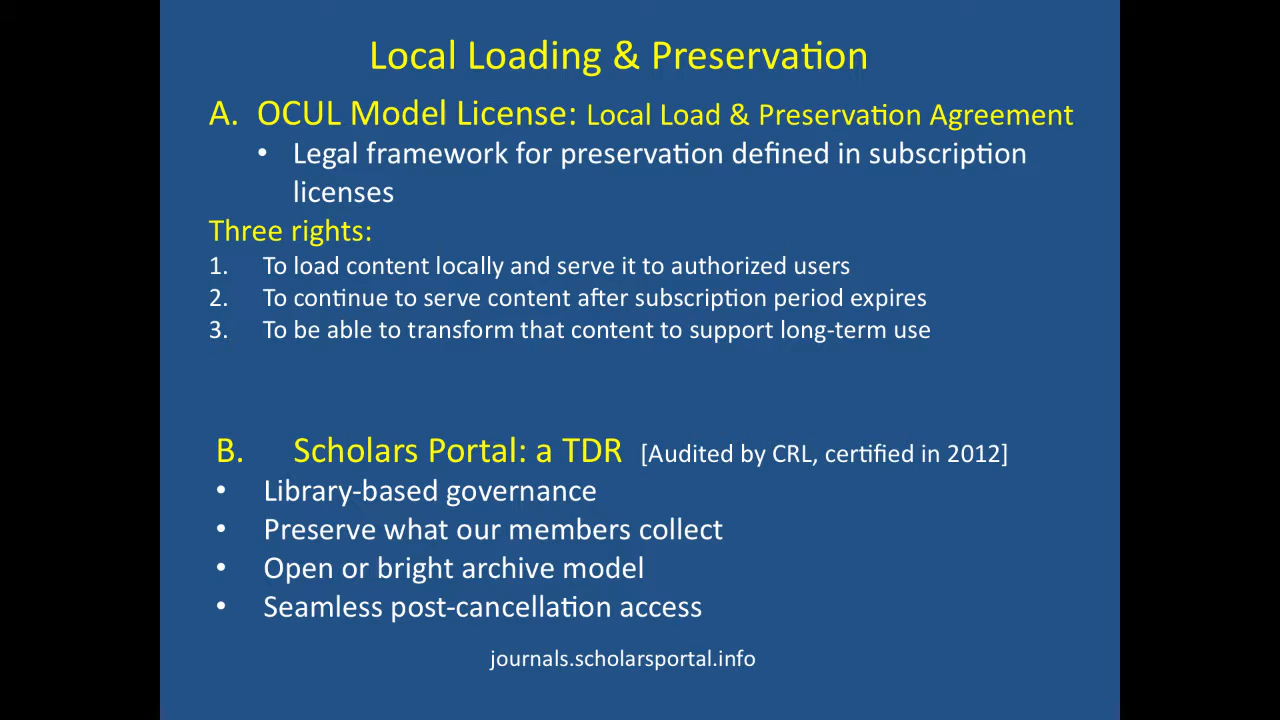 Local Loading & Preservation
A. OCUL Model License: Local Load & Preservation Agreement
• Legal framework for preservation defined in subscription
licenses
Three rights:
1. To load content locally and serve it to authorized users
2. To continue to serve content after subscription period expires
3. To be able to transform that content to support long-term use
B. Scholars Portal: a TDR [Audited by CRL, certified in 2012]
• Library-based governance
• Preserve what our members collect
• Open or bright archive model
• Seamless post-cancellation access
journals.scholarsportal.info